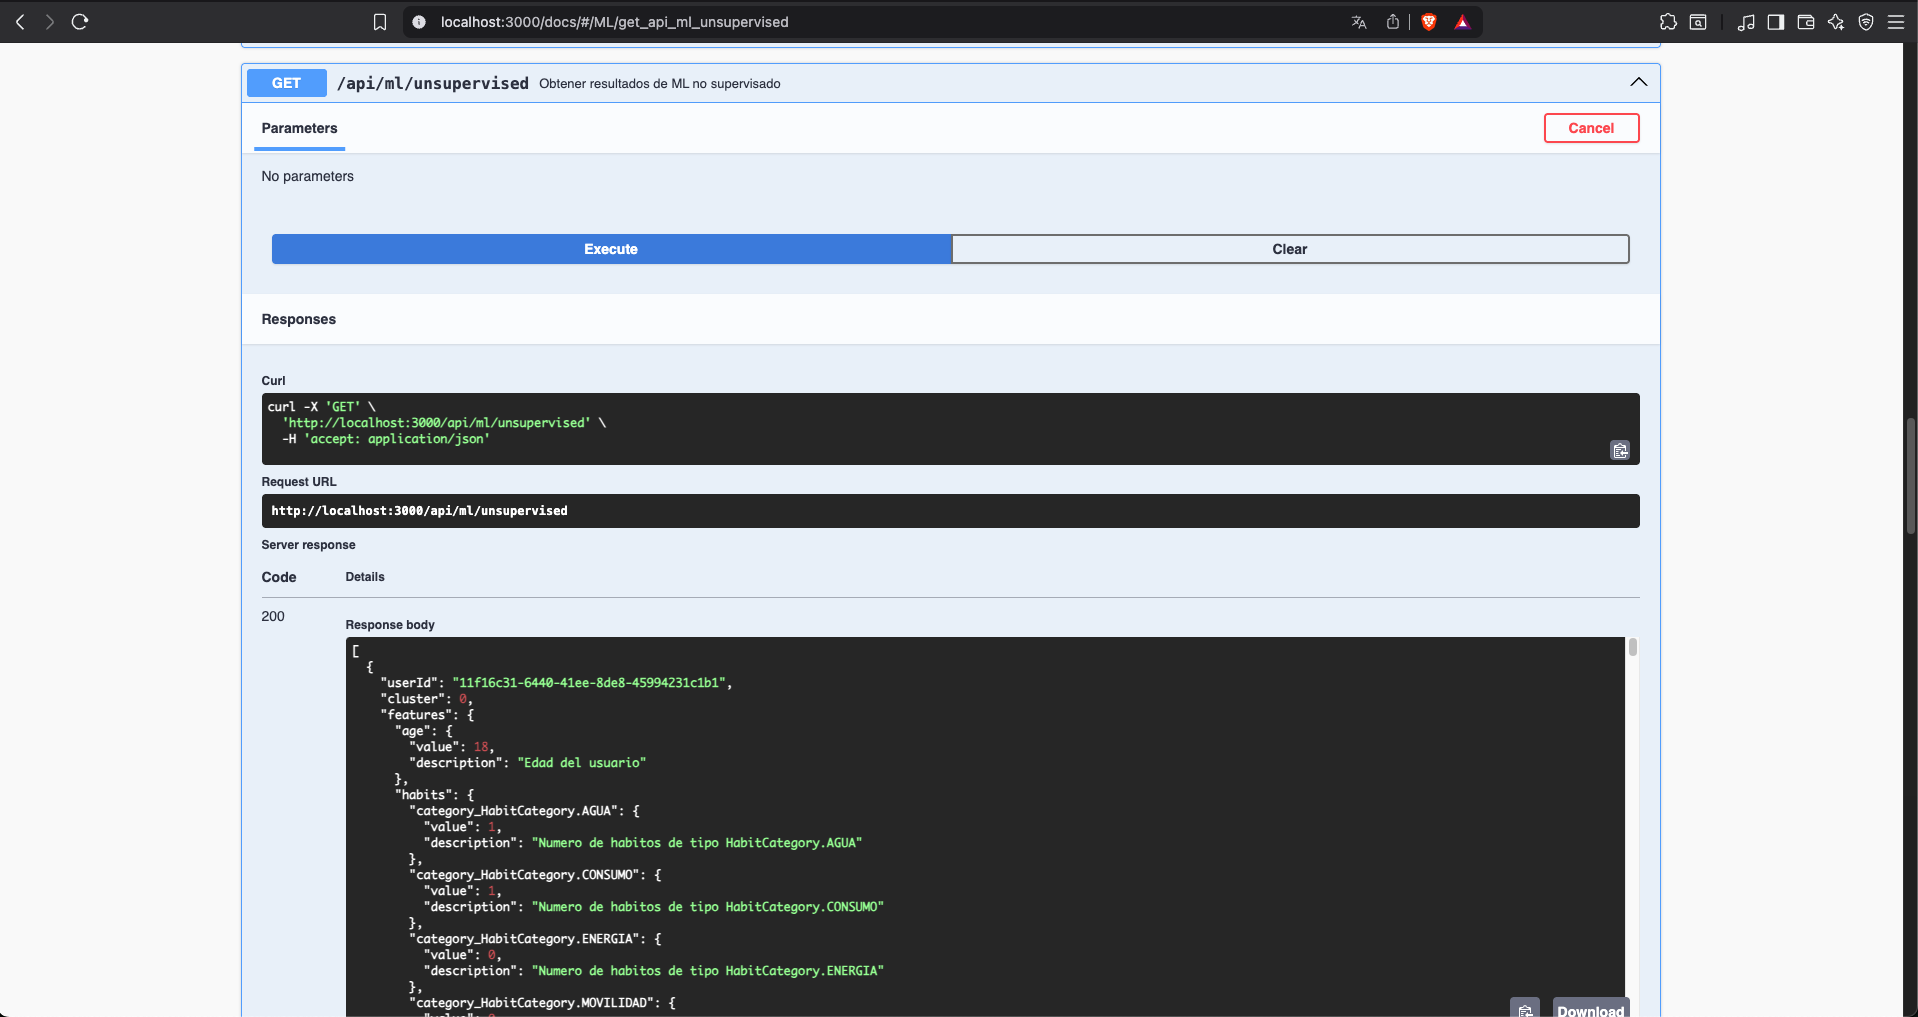 localhost:3000/docs/#/ML/get_api_ml_unsupervised
GET /api/ml/unsupervised Obtener resultados de ML no supervisado
Parameters
Cancel
No parameters
Execute
Clear
Responses
Curl
curl -X 'GET' \
'http://localhost:3000/api/ml/unsupervised' \
-H 'accept: application/json'
Request URL
http://localhost:3000/api/ml/unsupervised
Server response
Code Details
200
Response body
[
{
"userId": "11f16c31-6440-41ee-8de8-45994231c1b1",
"cluster": 0,
"features": {
"age": {
"value": 18,
"description": "Edad del usuario"
},
"habits": {
"category_HabitCategory.AGUA": {
"value": 1,
"description": "Numero de habitos de tipo HabitCategory.AGUA"
},
"category_HabitCategory.CONSUMO": {
"value": 1,
"description": "Numero de habitos de tipo HabitCategory.CONSUMO"
},
"category_HabitCategory.ENERGIA": {
"value": 0,
"description": "Numero de habitos de tipo HabitCategory.ENERGIA"
},
"category_HabitCategory.MOVILIDAD": {
Download